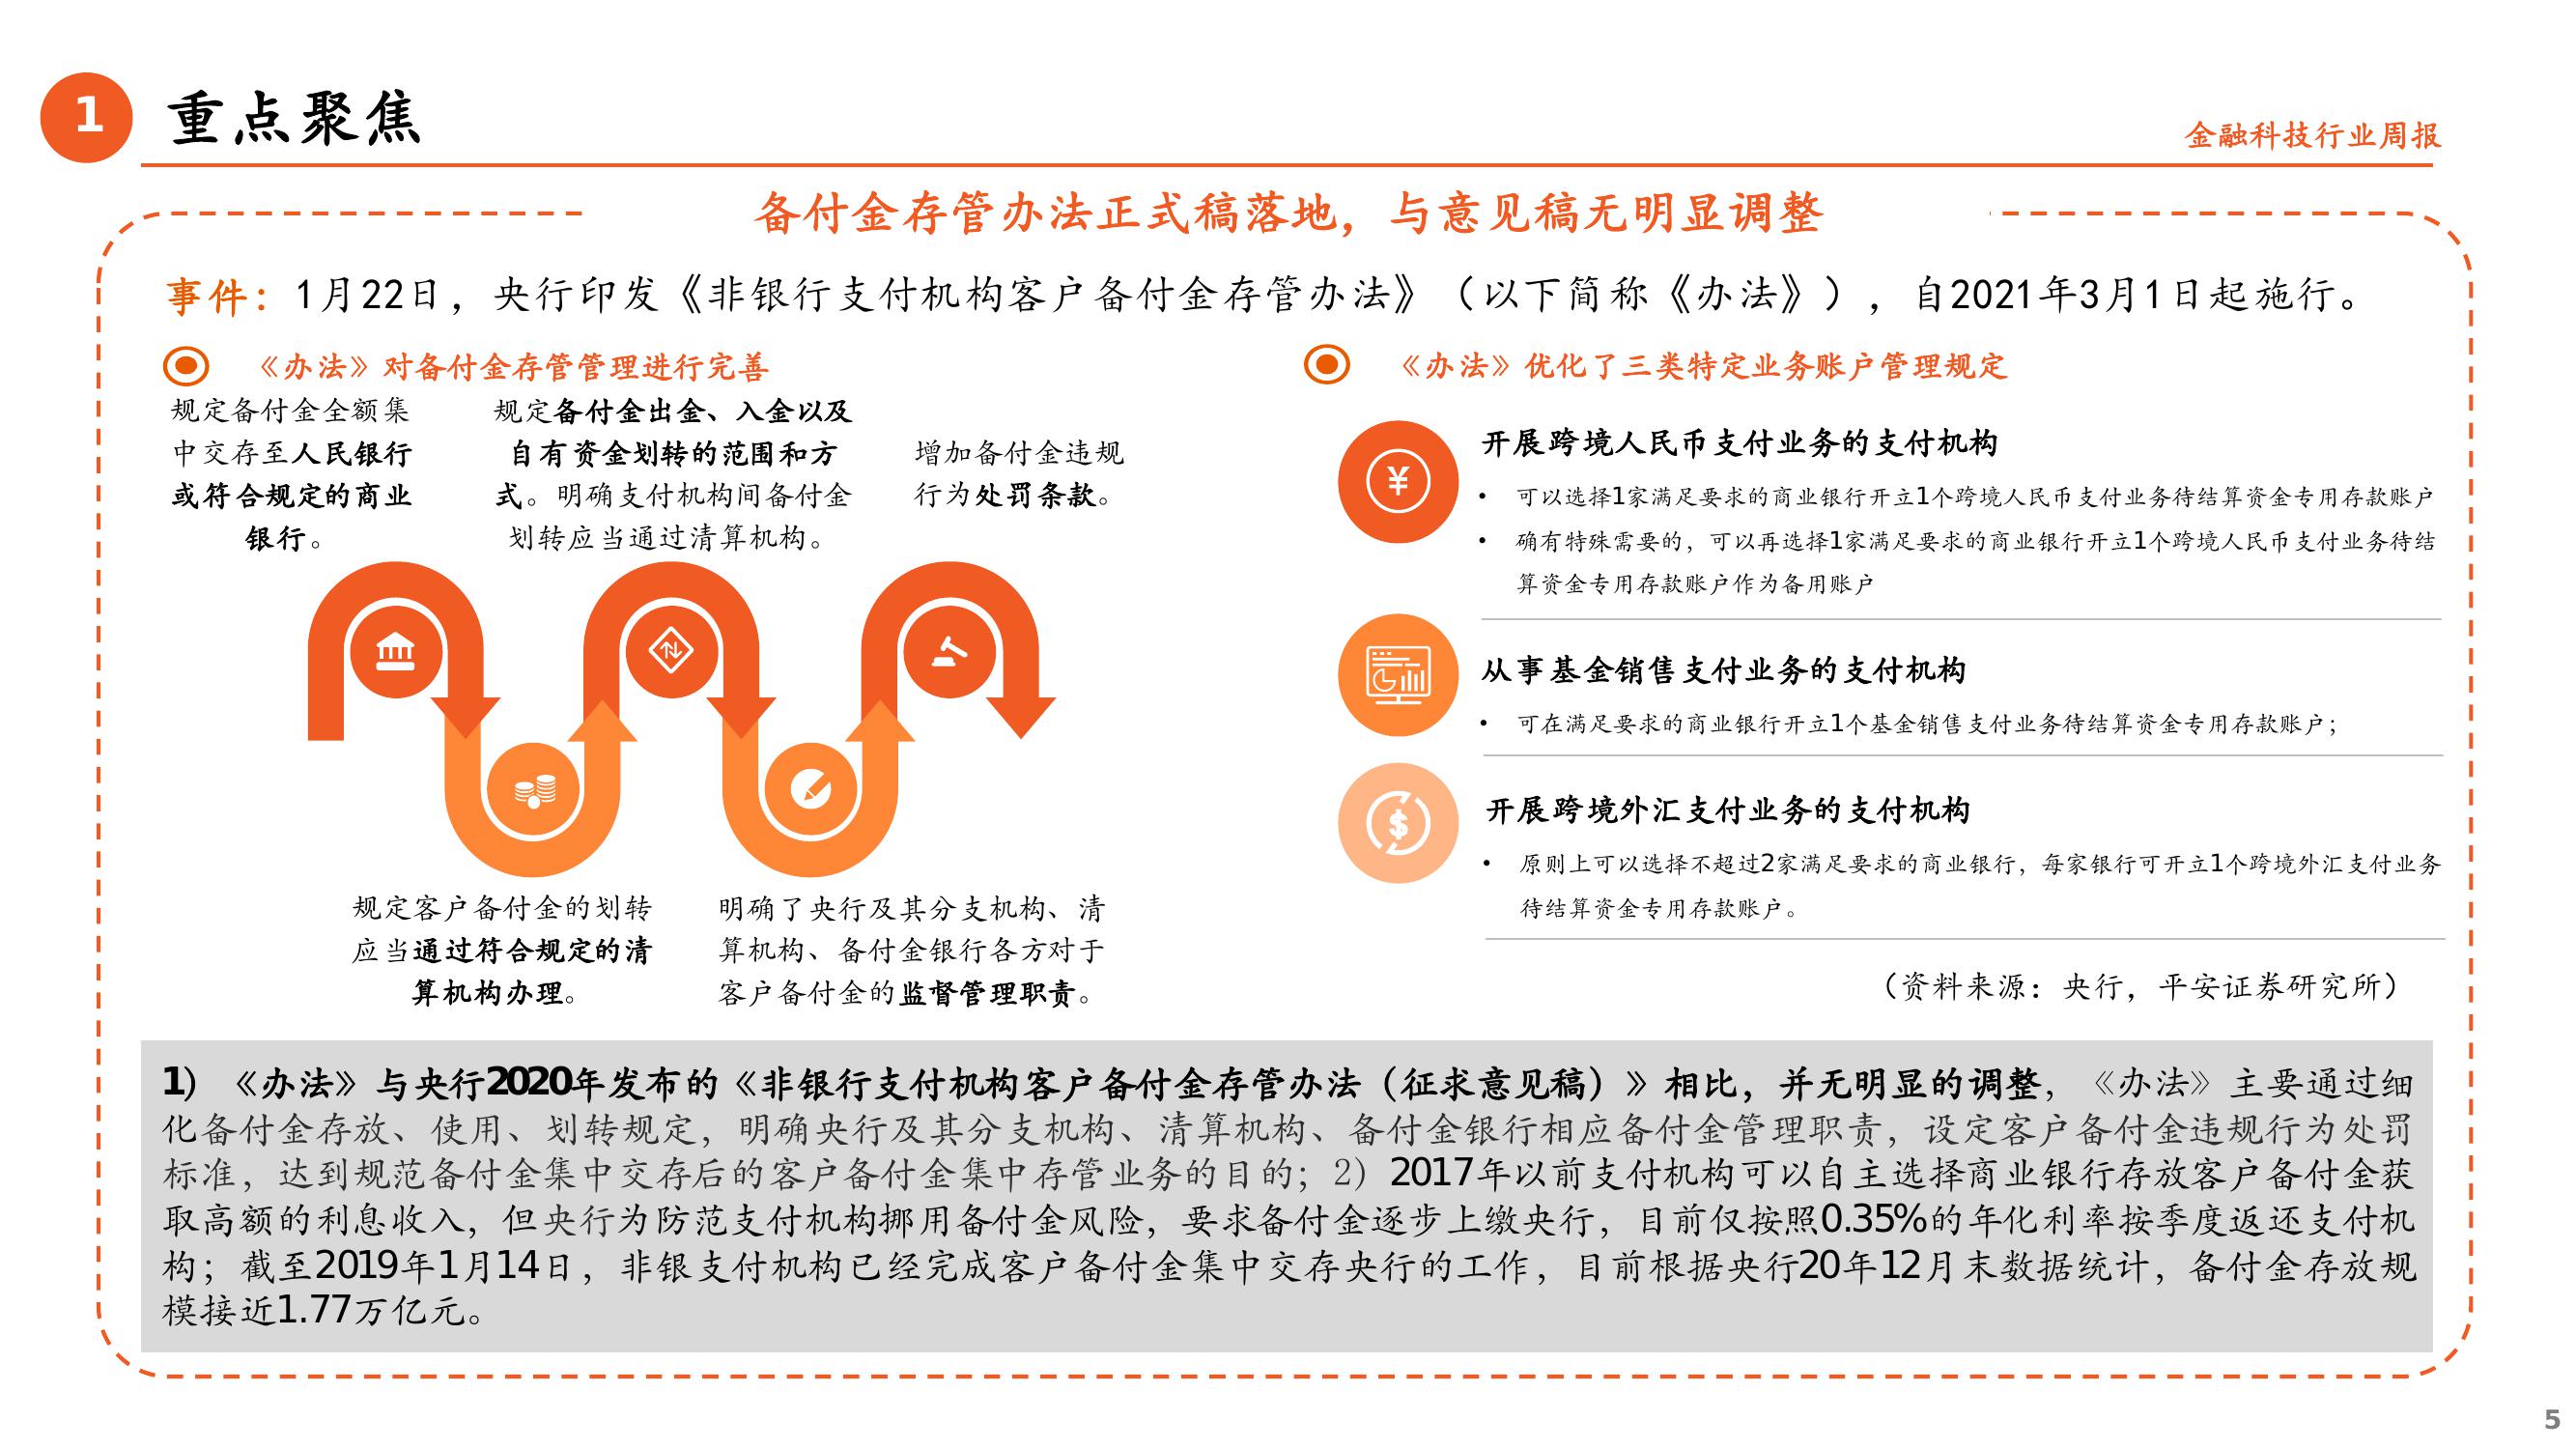 1
重点聚焦
金融科技行业周报
备付金存管办法正式稿落地，与意见稿无明显调整
事件：1月22日，央行印发《非银行支付机构客户备付金存管办法》（以下简称《办法》），自2021年3月1日起施行。
《办法》对备付金存管管理进行完善
规定备付金全额集
中交存至人民银行
或符合规定的商业
银行。
规定备付金出金、入金以及
自有资金划转的范围和方
式。明确支付机构间备付金
划转应当通过清算机构。
增加备付金违规
行为处罚条款。
规定客户备付金的划转
应当通过符合规定的清
算机构办理。
明确了央行及其分支机构、清
算机构、备付金银行各方对于
客户备付金的监督管理职责。
《办法》优化了三类特定业务账户管理规定
¥
开展跨境人民币支付业务的支付机构
• 可以选择1家满足要求的商业银行开立1个跨境人民币支付业务待结算资金专用存款账户
• 确有特殊需要的，可以再选择1家满足要求的商业银行开立1个跨境人民币支付业务待结
算资金专用存款账户作为备用账户
从事基金销售支付业务的支付机构
• 可在满足要求的商业银行开立1个基金销售支付业务待结算资金专用存款账户；
$
开展跨境外汇支付业务的支付机构
• 原则上可以选择不超过2家满足要求的商业银行，每家银行可开立1个跨境外汇支付业务
待结算资金专用存款账户。
（资料来源：央行，平安证券研究所）
1）《办法》与央行2020年发布的《非银行支付机构客户备付金存管办法（征求意见稿）》相比，并无明显的调整，《办法》主要通过细
化备付金存放、使用、划转规定，明确央行及其分支机构、清算机构、备付金银行相应备付金管理职责，设定客户备付金违规行为处罚
标准，达到规范备付金集中交存后的客户备付金集中存管业务的目的；2）2017年以前支付机构可以自主选择商业银行存放客户备付金获
取高额的利息收入，但央行为防范支付机构挪用备付金风险，要求备付金逐步上缴央行，目前仅按照0.35%的年化利率按季度返还支付机
构；截至2019年1月14日，非银支付机构已经完成客户备付金集中交存央行的工作，目前根据央行20年12月末数据统计，备付金存放规
模接近1.77万亿元。
5